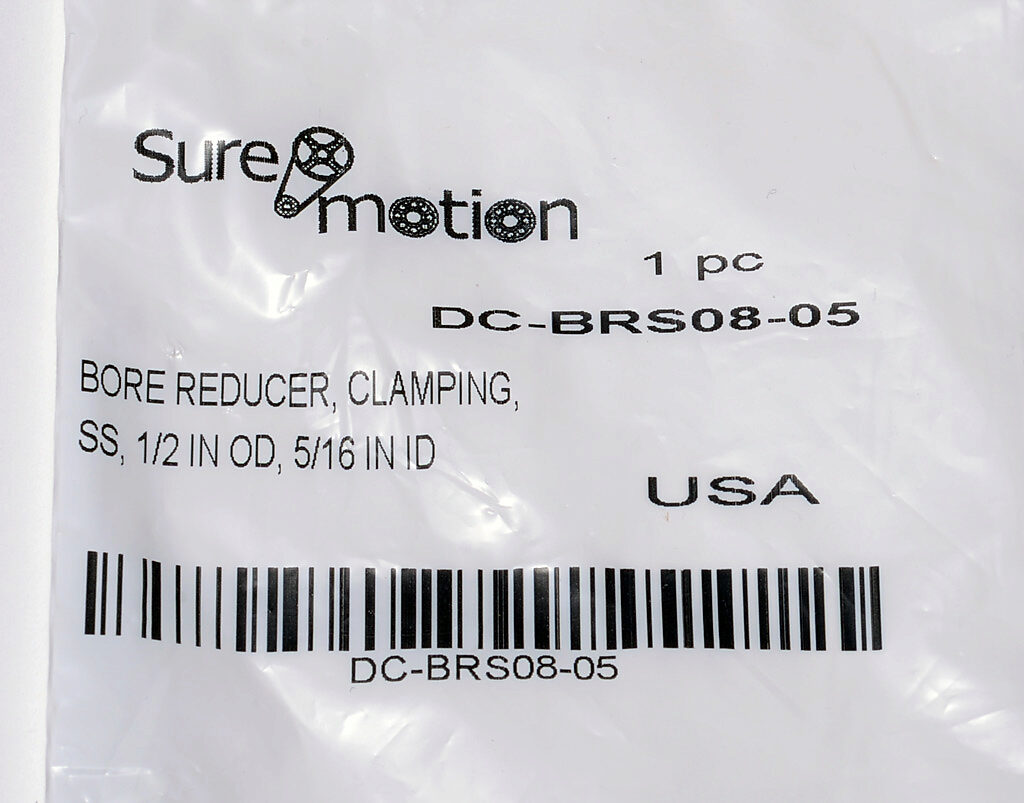 Sure
motion
1 pc
DC-BRS08-05
BORE REDUCER, CLAMPING,
SS, 1/2 IN OD, 5/16 IN ID
USA
DC-BRS08-05